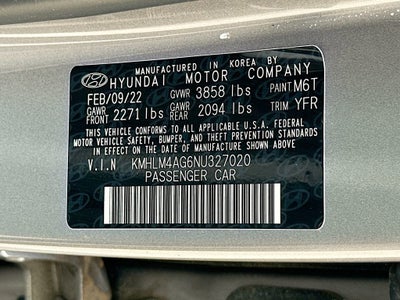 MANUFACTURED IN KOREA BY
HYUNDAI MOTOR COMPANY
FEB/09/22 GVWR 3858 lbs PAINT M6T
GAWR FRONT 2271 lbs GAWR REAR 2094 lbs TRIM YFR
THIS VEHICLE CONFORMS TO ALL APPLICABLE U.S.A. FEDERAL
MOTOR VEHICLE SAFETY, BUMPER, AND THEFT PREVENTION STANDARDS
IN EFFECT ON THE DATE OF MANUFACTURE SHOWN ABOVE.
V.I.N KMHLM4AG6NU327020
PASSENGER CAR